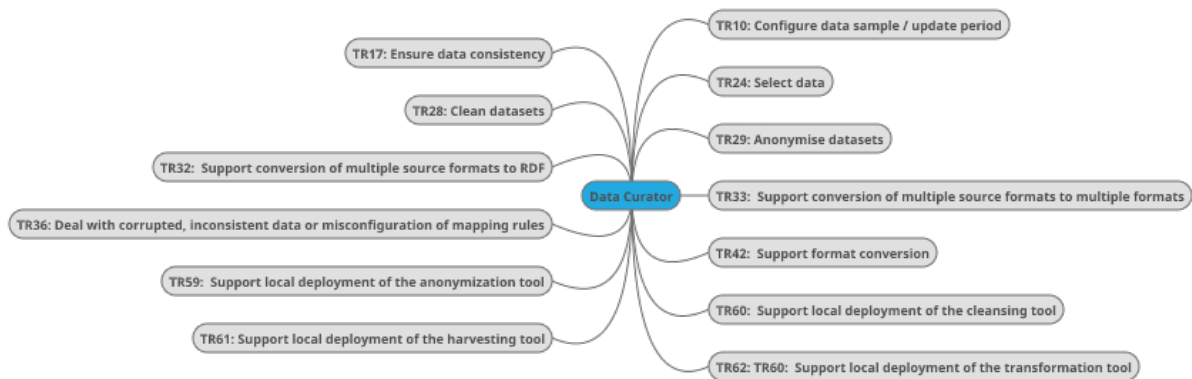 TR10: Configure data sample / update period
TR17: Ensure data consistency
TR24: Select data
TR28: Clean datasets
TR29: Anonymise datasets
TR32:  Support conversion of multiple source formats to RDF
Data Curator
TR33:  Support conversion of multiple source formats to multiple formats
TR36: Deal with corrupted, inconsistent data or misconfiguration of mapping rules
TR42:  Support format conversion
TR59:  Support local deployment of the anonymization tool
TR60:  Support local deployment of the cleansing tool
TR61: Support local deployment of the harvesting tool
TR62: TR60:  Support local deployment of the transformation tool